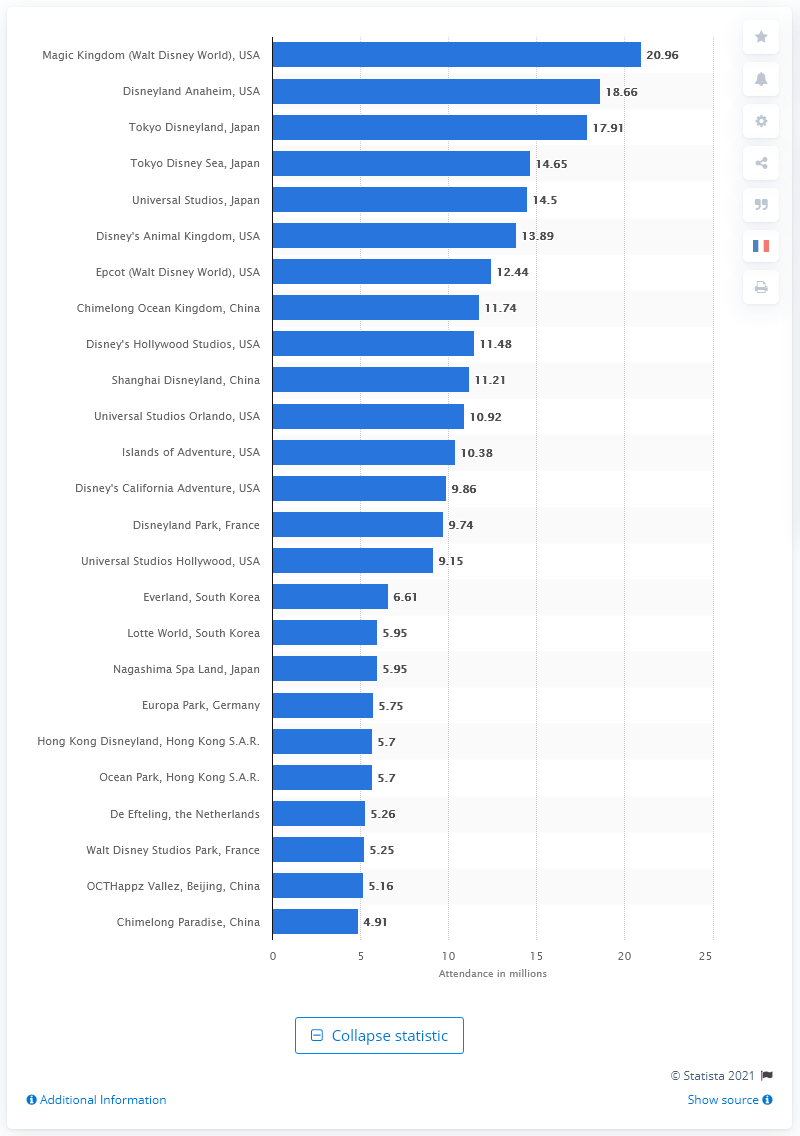 Magic Kingdom (Walt Disney World), USA 20.96
Disneyland Anaheim, USA 18.66
Tokyo Disneyland, Japan 17.91
Tokyo Disney Sea, Japan 14.65
Universal Studios, Japan 14.5
Disney's Animal Kingdom, USA 13.89
Epcot (Walt Disney World), USA 12.44
Chimelong Ocean Kingdom, China 11.74
Disney's Hollywood Studios, USA 11.48
Shanghai Disneyland, China 11.21
Universal Studios Orlando, USA 10.92
Islands of Adventure, USA 10.38
Disney's California Adventure, USA 9.86
Disneyland Park, France 9.74
Universal Studios Hollywood, USA 9.15
Everland, South Korea 6.61
Lotte World, South Korea 5.95
Nagashima Spa Land, Japan 5.95
Europa Park, Germany 5.75
Hong Kong Disneyland, Hong Kong S.A.R. 5.7
Ocean Park, Hong Kong S.A.R. 5.7
De Efteling, the Netherlands 5.26
Walt Disney Studios Park, France 5.25
OCTHappz Vallez, Beijing, China 5.16
Chimelong Paradise, China 4.91
0 5 10 15 20 25
Attendance in millions
Collapse statistic
© Statista 2021
Additional Information
Show source